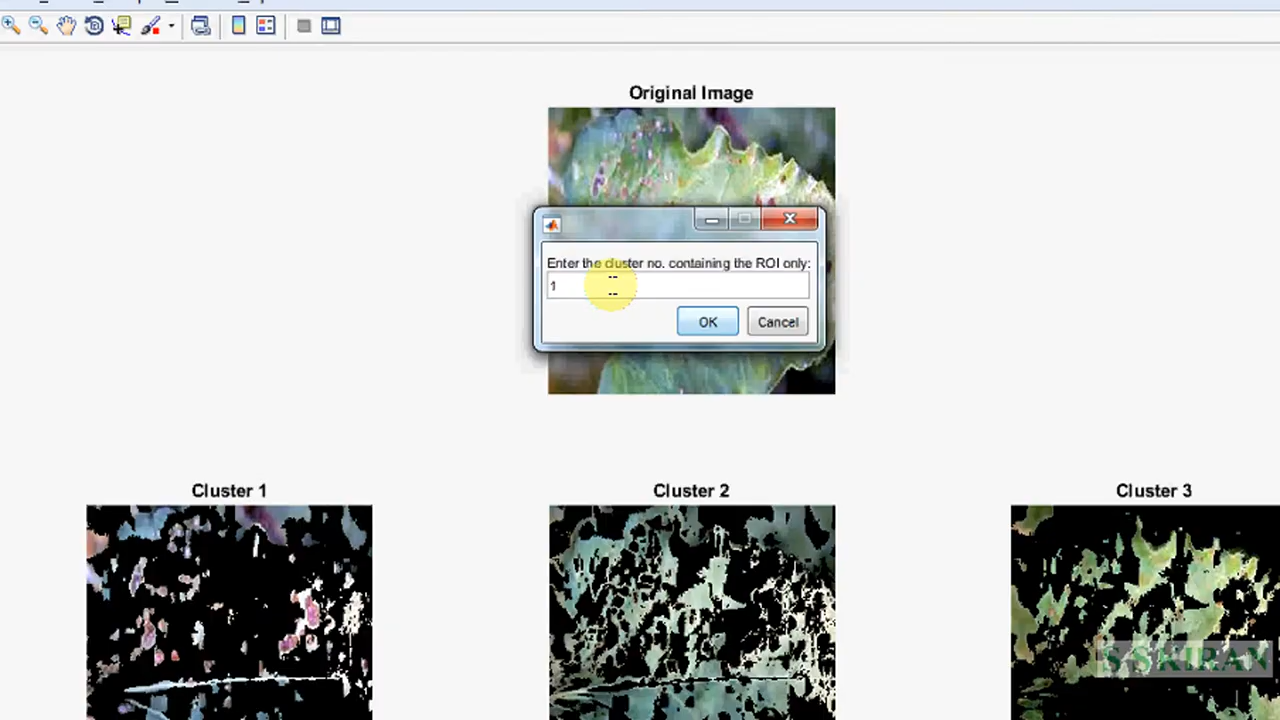 Original Image
Enter the cluster no. containing the ROI only:
1
OK
Cancel
Cluster 1
Cluster 2
Cluster 3
S S KIRAN